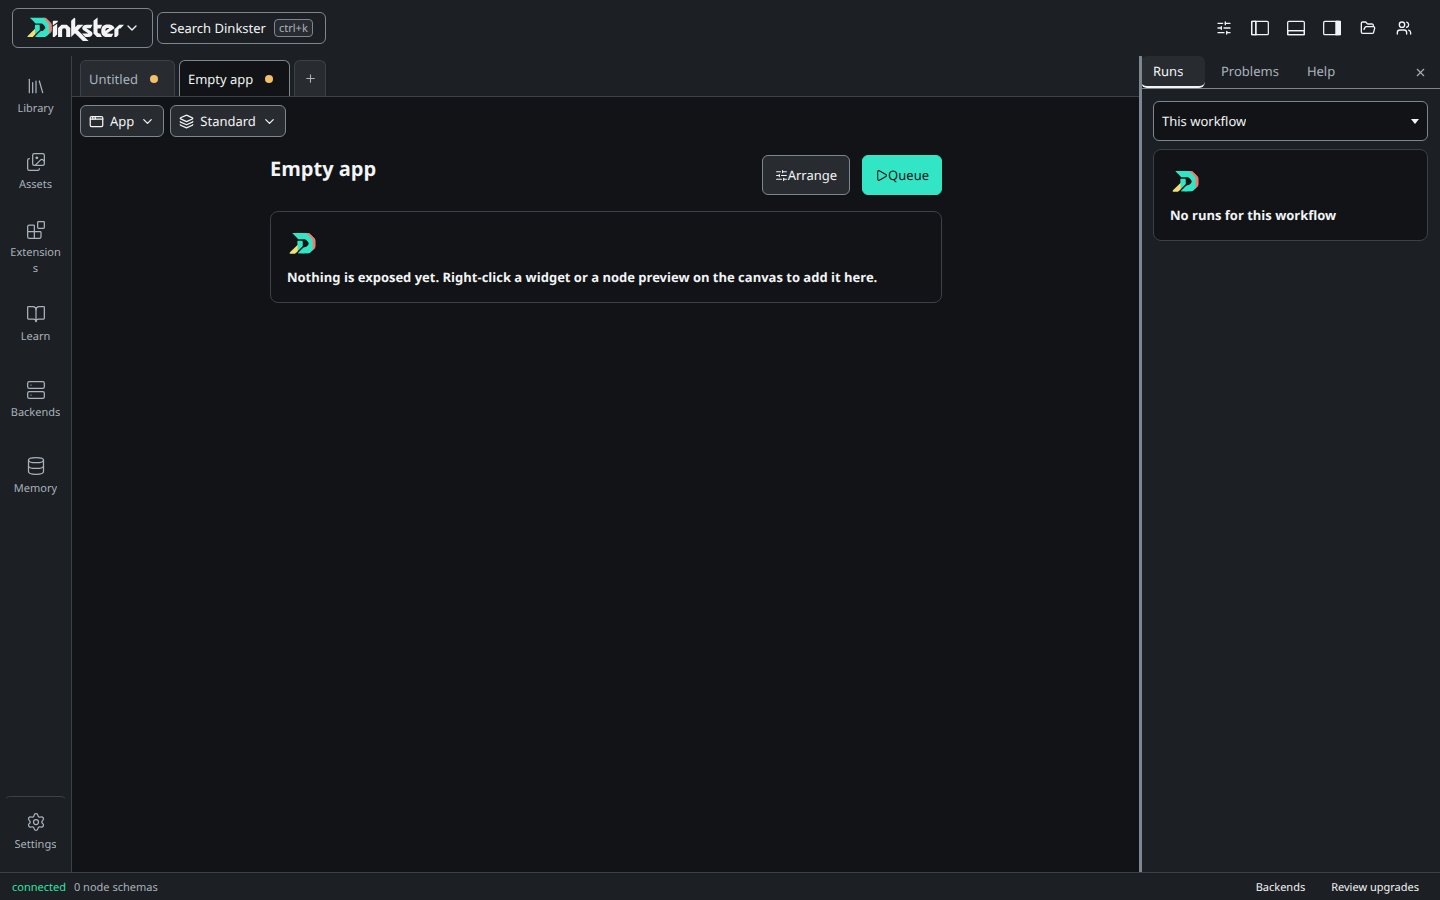 Dinkster
Search Dinkster ctrl+k
Library
Assets
Extension
s
Learn
Backends
Memory
Settings
Untitled
Empty app
+
App
Standard
Empty app
Arrange
Queue
Nothing is exposed yet. Right-click a widget or a node preview on the canvas to add it here.
Runs
Problems
Help
This workflow
No runs for this workflow
connected 0 node schemas
Backends
Review upgrades